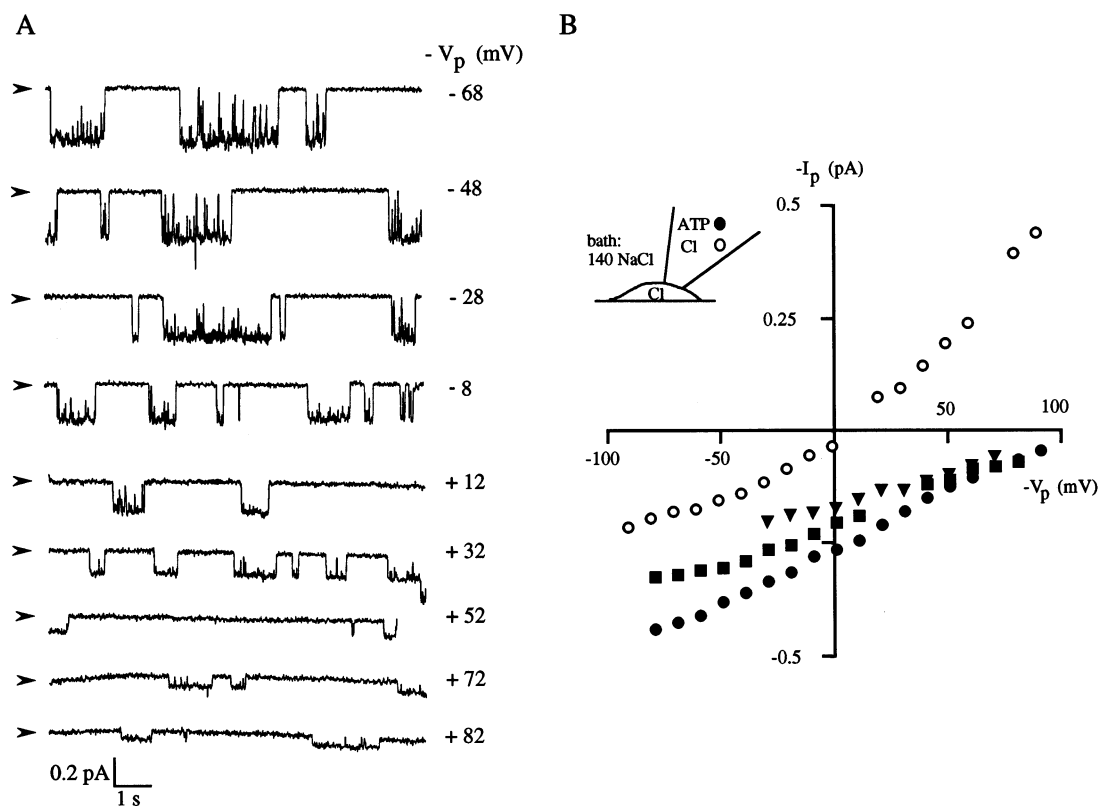 A
- Vp (mV)
- 68
- 48
- 28
- 8
+ 12
+ 32
+ 52
+ 72
+ 82
0.2 pA
1 s
B
-Ip (pA)
0.5
0.25
-0.5
-100
-50
50
100
-Vp (mV)
ATP
Cl
bath:
140 NaCl
Cl